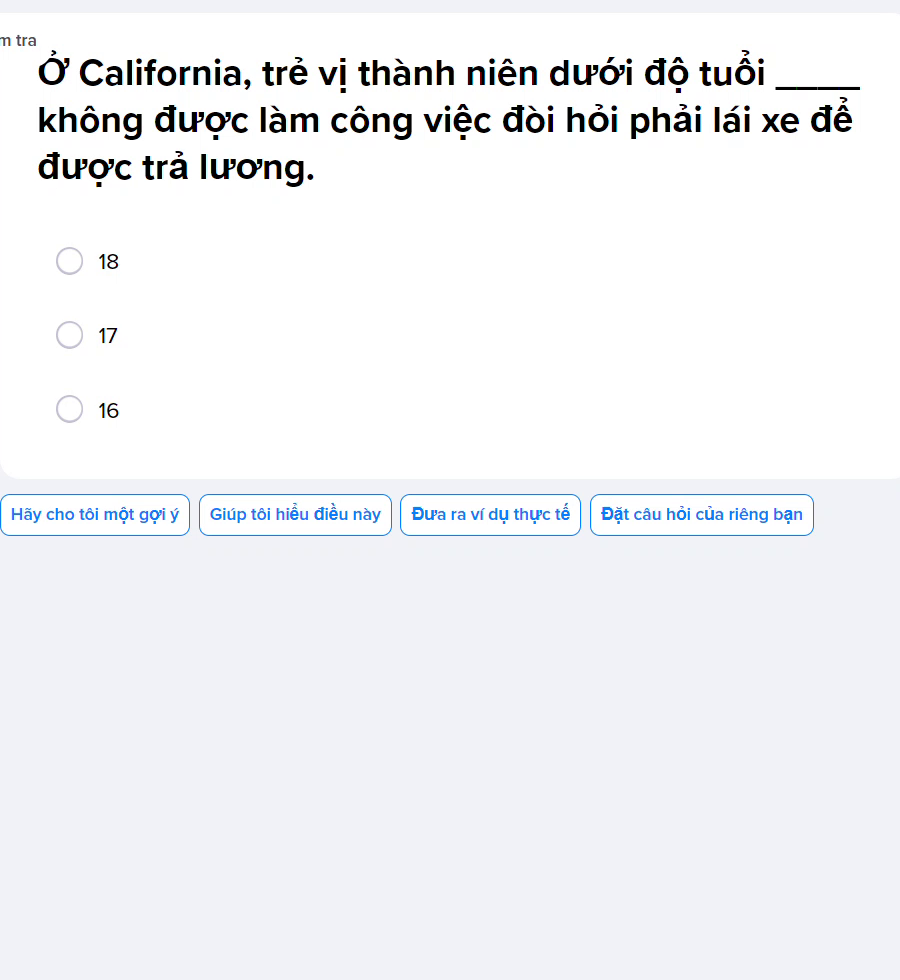 m tra
Ở California, trẻ vị thành niên dưới độ tuổi _____
không được làm công việc đòi hỏi phải lái xe để
được trả lương.
18
17
16
Hãy cho tôi một gợi ý
Giúp tôi hiểu điều này
Đưa ra ví dụ thực tế
Đặt câu hỏi của riêng bạn